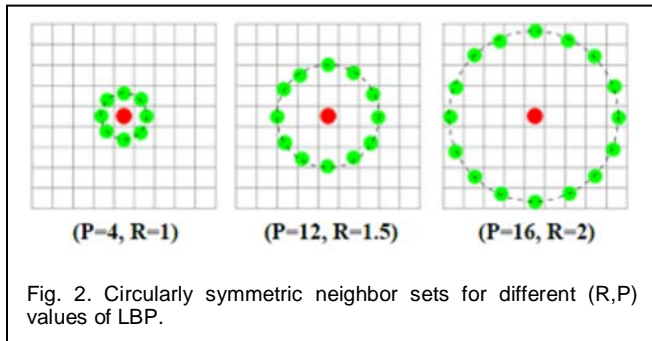 (P=4, R=1) (P=12, R=1.5) (P=16, R=2)
Fig. 2. Circularly symmetric neighbor sets for different (R,P)
values of LBP.